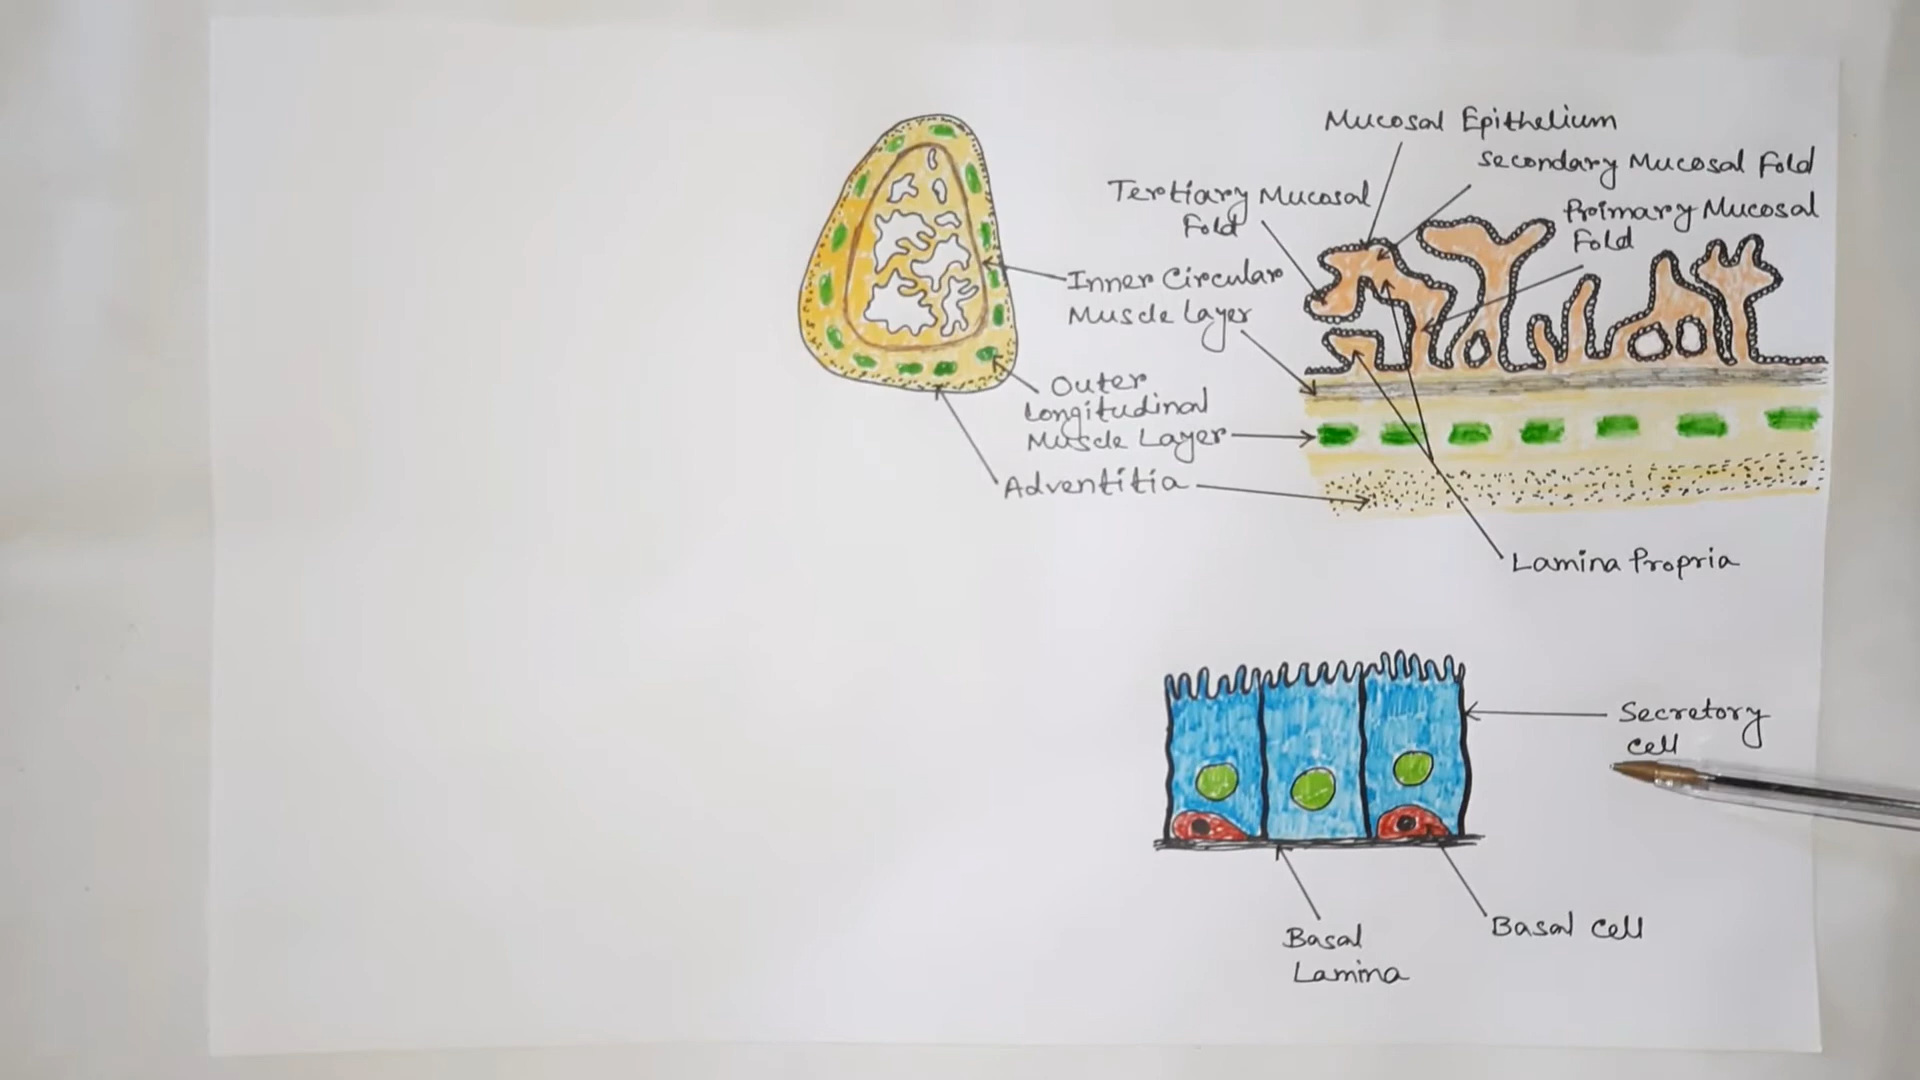 Mucosal Epithelium
Secondary Mucosal Fold
Tertiary Mucosal
Fold
Primary Mucosal
Fold
Inner Circular
Muscle Layer
Outer
Longitudinal
Muscle Layer
Adventitia
Lamina Propria
Secretory
cell
Basal
Lamina
Basal cell